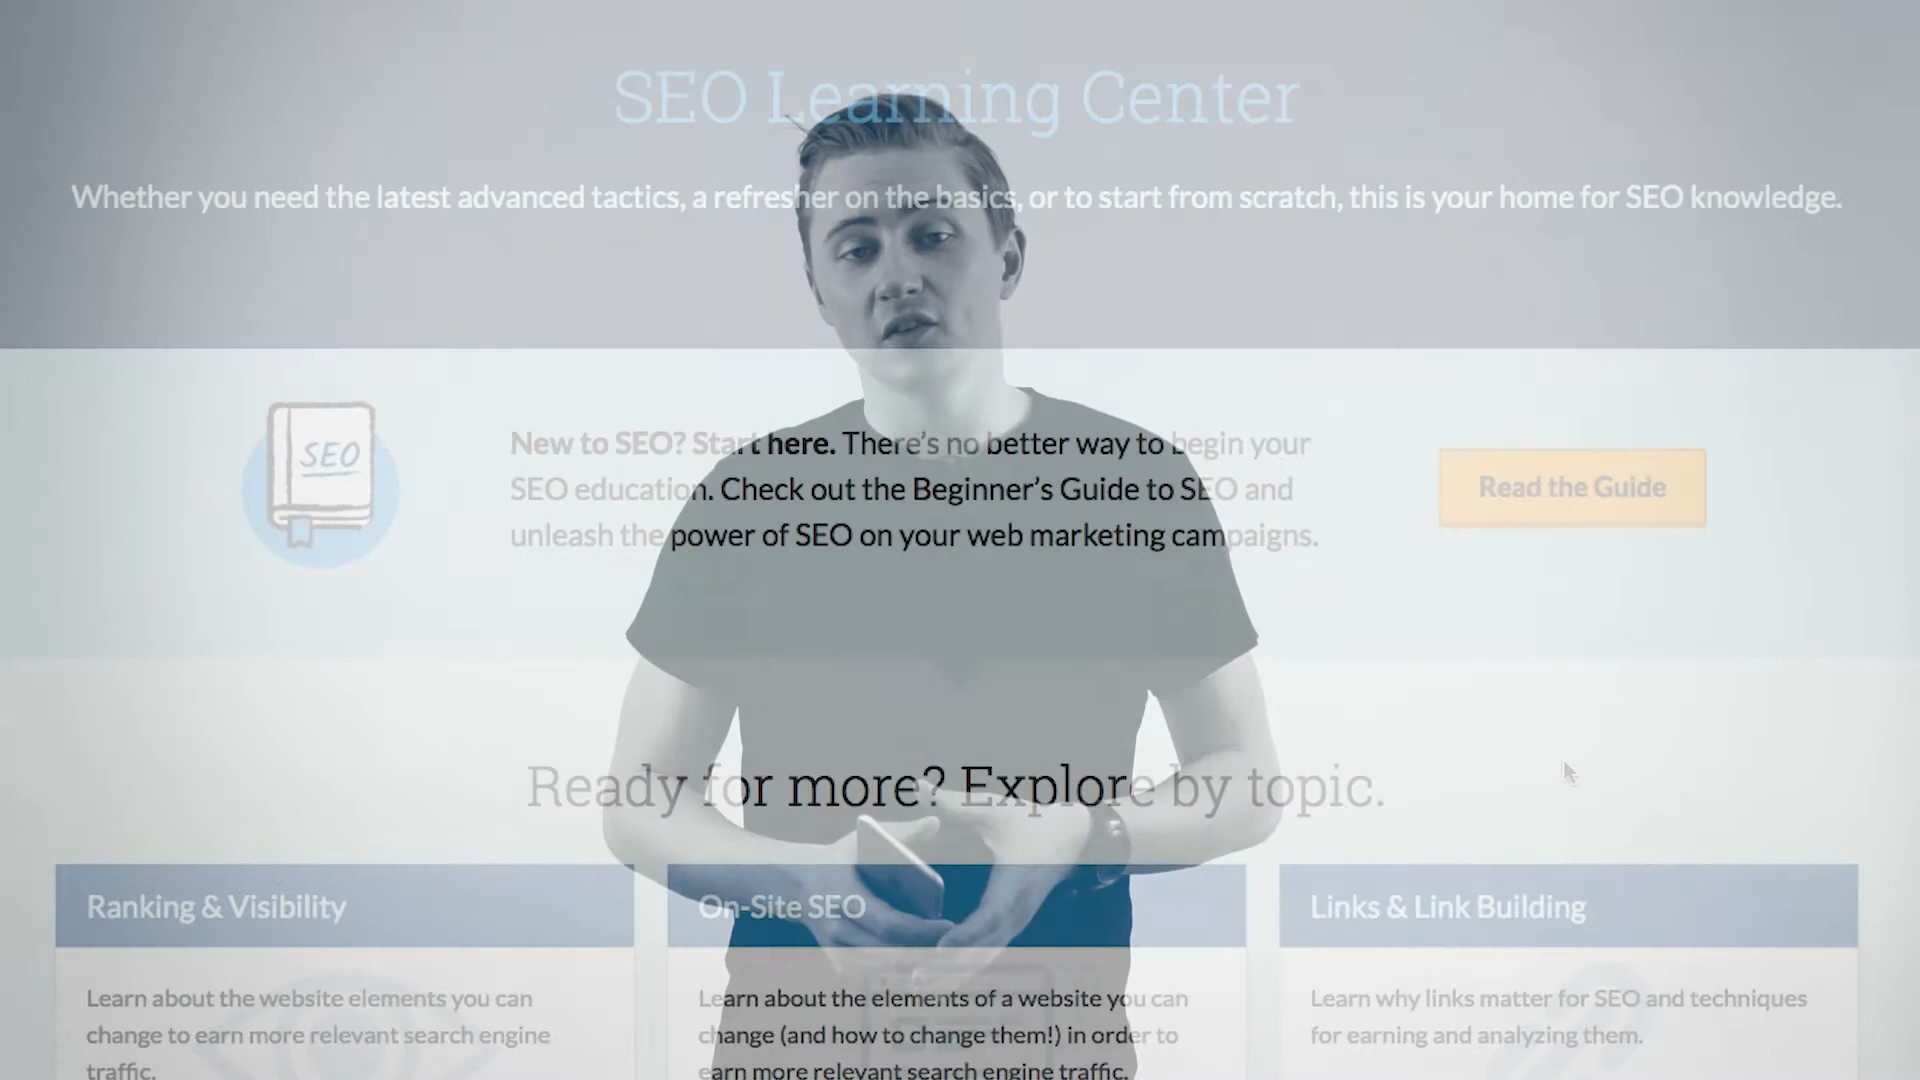 SEO Learning Center
Whether you need the latest advanced tactics, a refresher on the basics, or to start from scratch, this is your home for SEO knowledge.
SEO
New to SEO? Start here. There's no better way to begin your
SEO education. Check out the Beginner's Guide to SEO and
unleash the power of SEO on your web marketing campaigns.
Read the Guide
Ready for more? Explore by topic.
Ranking & Visibility
Learn about the website elements you can
change to earn more relevant search engine
traffic.
On-Site SEO
Learn about the elements of a website you can
change (and how to change them!) in order to
earn more relevant search engine traffic.
Links & Link Building
Learn why links matter for SEO and techniques
for earning and analyzing them.